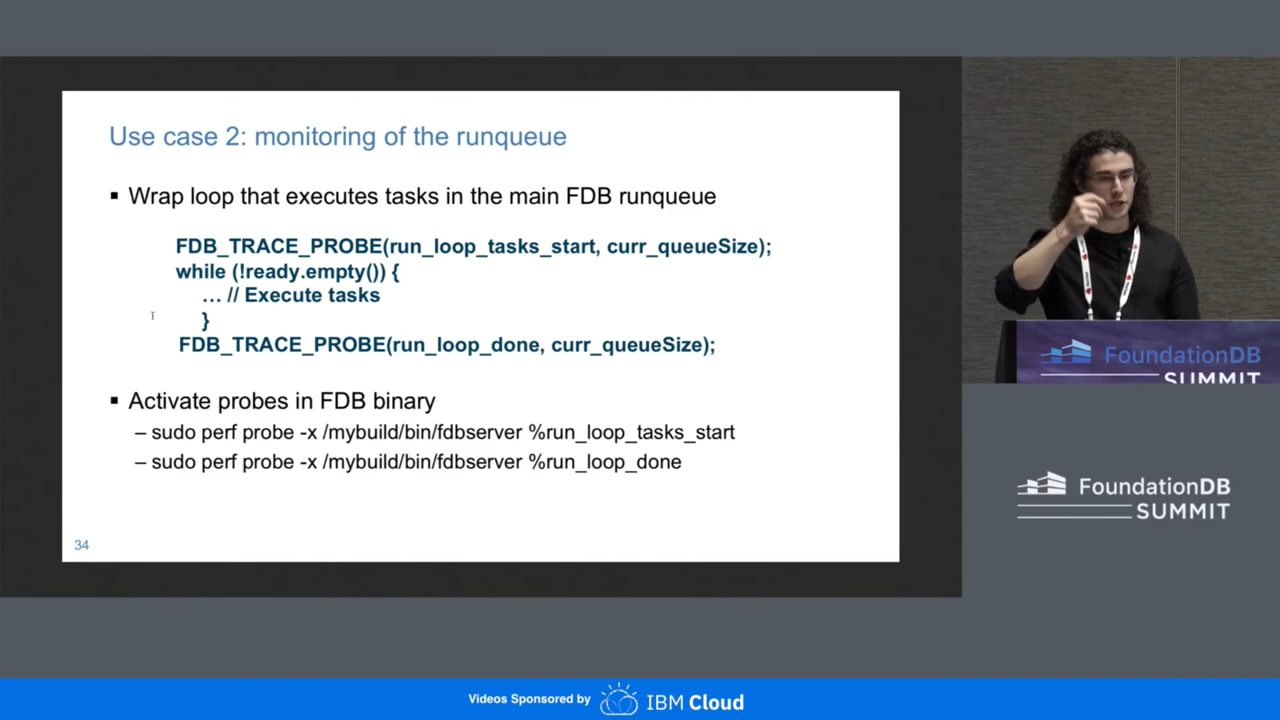 Use case 2: monitoring of the runqueue
▪ Wrap loop that executes tasks in the main FDB runqueue
FDB_TRACE_PROBE(run_loop_tasks_start, curr_queueSize);
while (!ready.empty()) {
… // Execute tasks
}
FDB_TRACE_PROBE(run_loop_done, curr_queueSize);
▪ Activate probes in FDB binary
– sudo perf probe -x /mybuild/bin/fdbserver %run_loop_tasks_start
– sudo perf probe -x /mybuild/bin/fdbserver %run_loop_done
34
FoundationDB
SUMMIT
FoundationDB
SUMMIT
Videos Sponsored by IBM Cloud